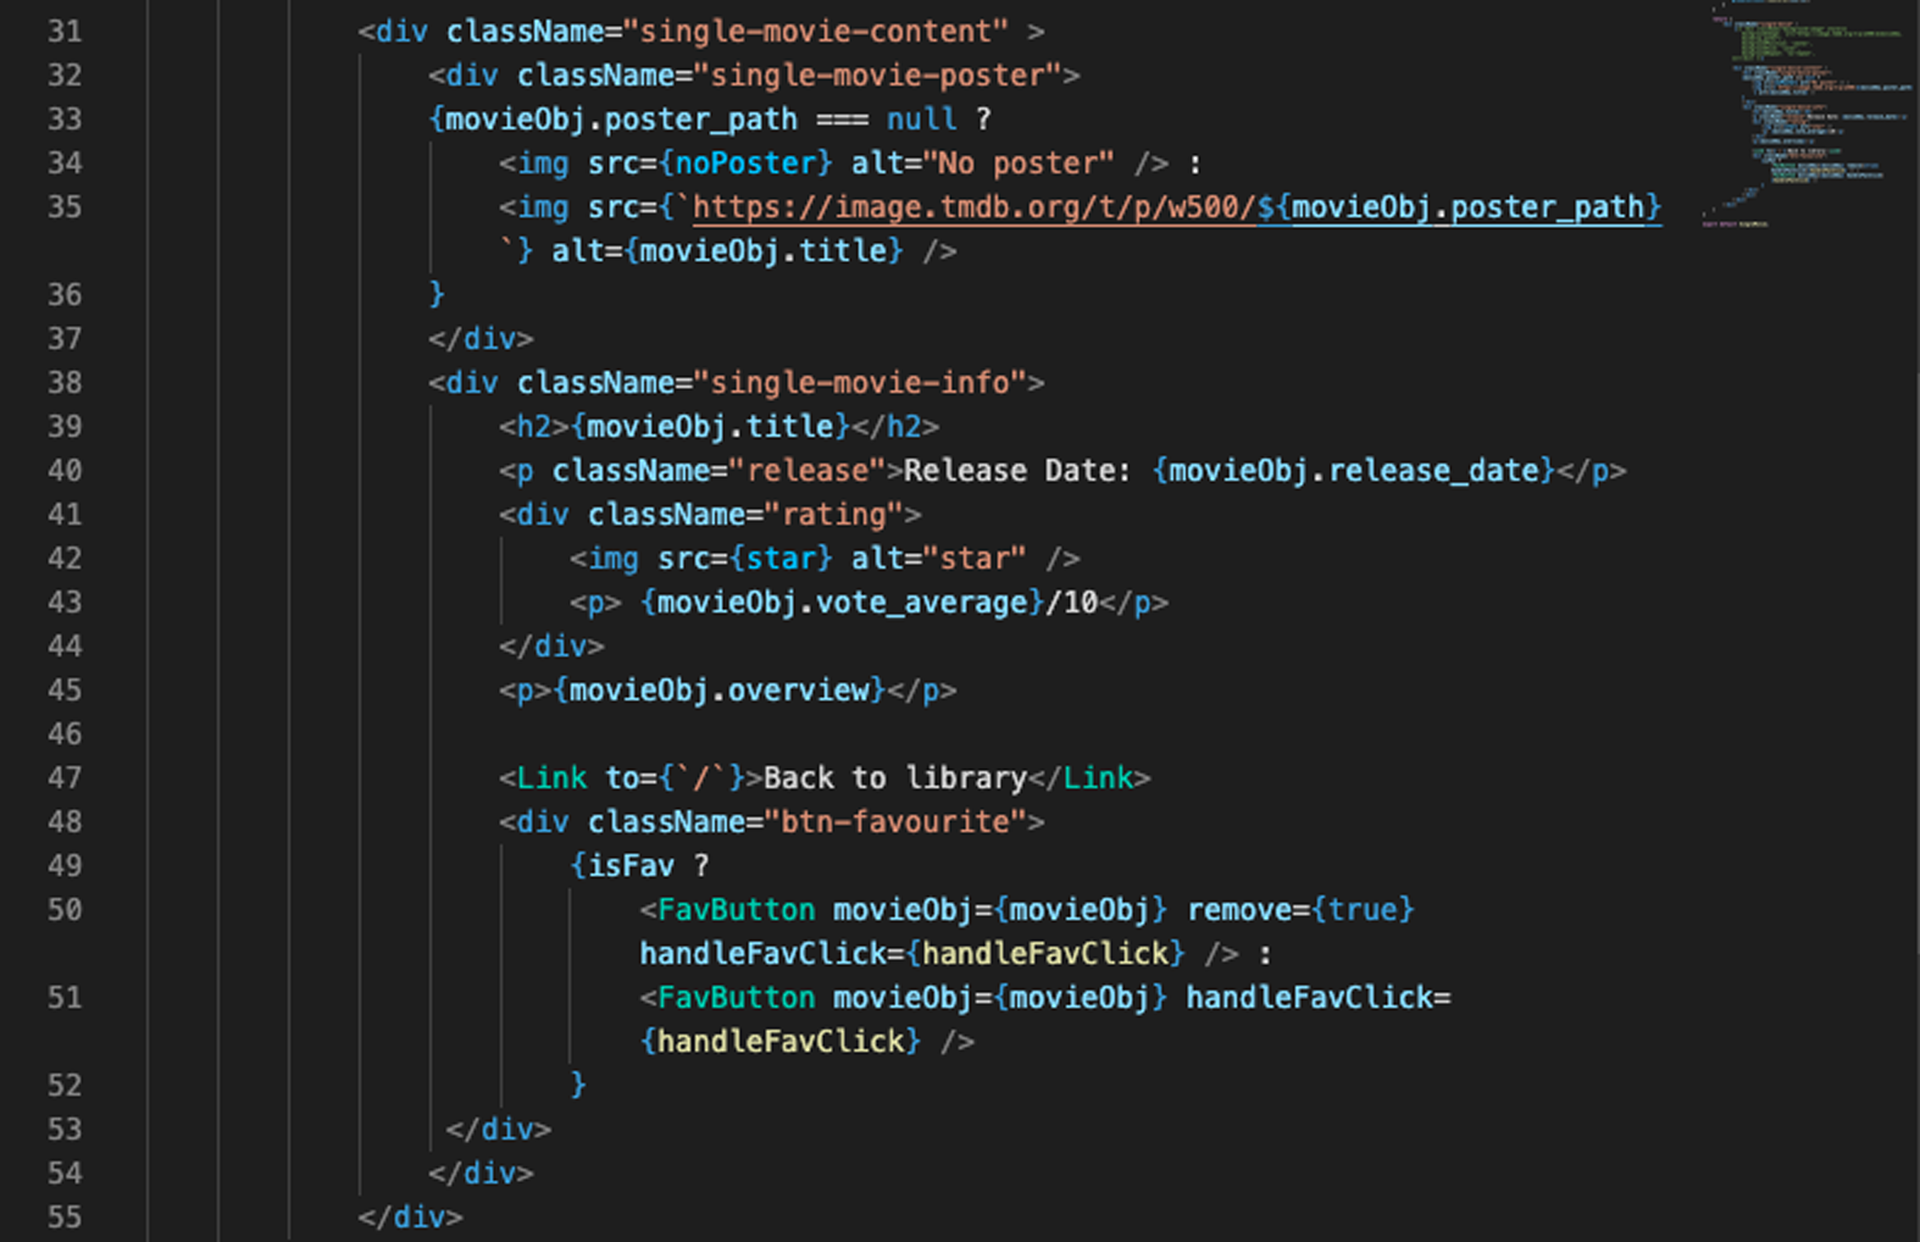 31 <div className="single-movie-content" >
32 <div className="single-movie-poster">
33 {movieObj.poster_path === null ?
34 <img src={noPoster} alt="No poster" /> :
35 <img src={`https://image.tmdb.org/t/p/w500/${movieObj.poster_path}
`} alt={movieObj.title} />
36 }
37 </div>
38 <div className="single-movie-info">
39 <h2>{movieObj.title}</h2>
40 <p className="release">Release Date: {movieObj.release_date}</p>
41 <div className="rating">
42 <img src={star} alt="star" />
43 <p> {movieObj.vote_average}/10</p>
44 </div>
45 <p>{movieObj.overview}</p>
46
47 <Link to={`/`}>Back to library</Link>
48 <div className="btn-favourite">
49 {isFav ?
50 <FavButton movieObj={movieObj} remove={true}
handleFavClick={handleFavClick} /> :
51 <FavButton movieObj={movieObj} handleFavClick=
{handleFavClick} />
52 }
53 </div>
54 </div>
55 </div>